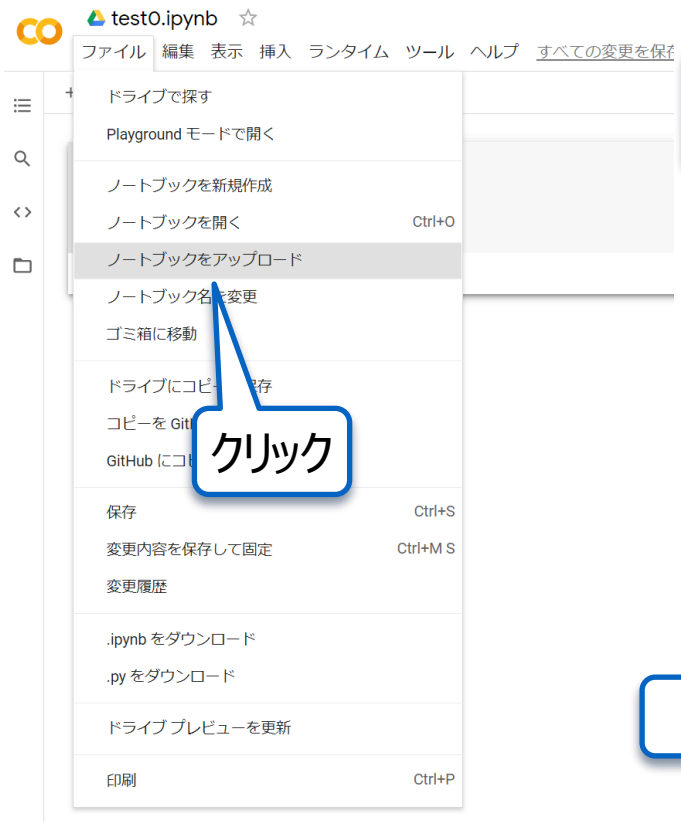 test0.ipynb
ファイル 編集 表示 挿入 ランタイム ツール ヘルプ すべての変更を保存
+
ドライブで探す
Playground モードで開く
ノートブックを新規作成
ノートブックを開く Ctrl+O
ノートブックをアップロード
ノートブック名 変更
ゴミ箱に移動
ドライブにコピー 存
コピーを Git
GitHub にコ
クリック
保存 Ctrl+S
変更内容を保存して固定 Ctrl+M S
変更履歴
.ipynb をダウンロード
.py をダウンロード
ドライブ プレビューを更新
印刷 Ctrl+P